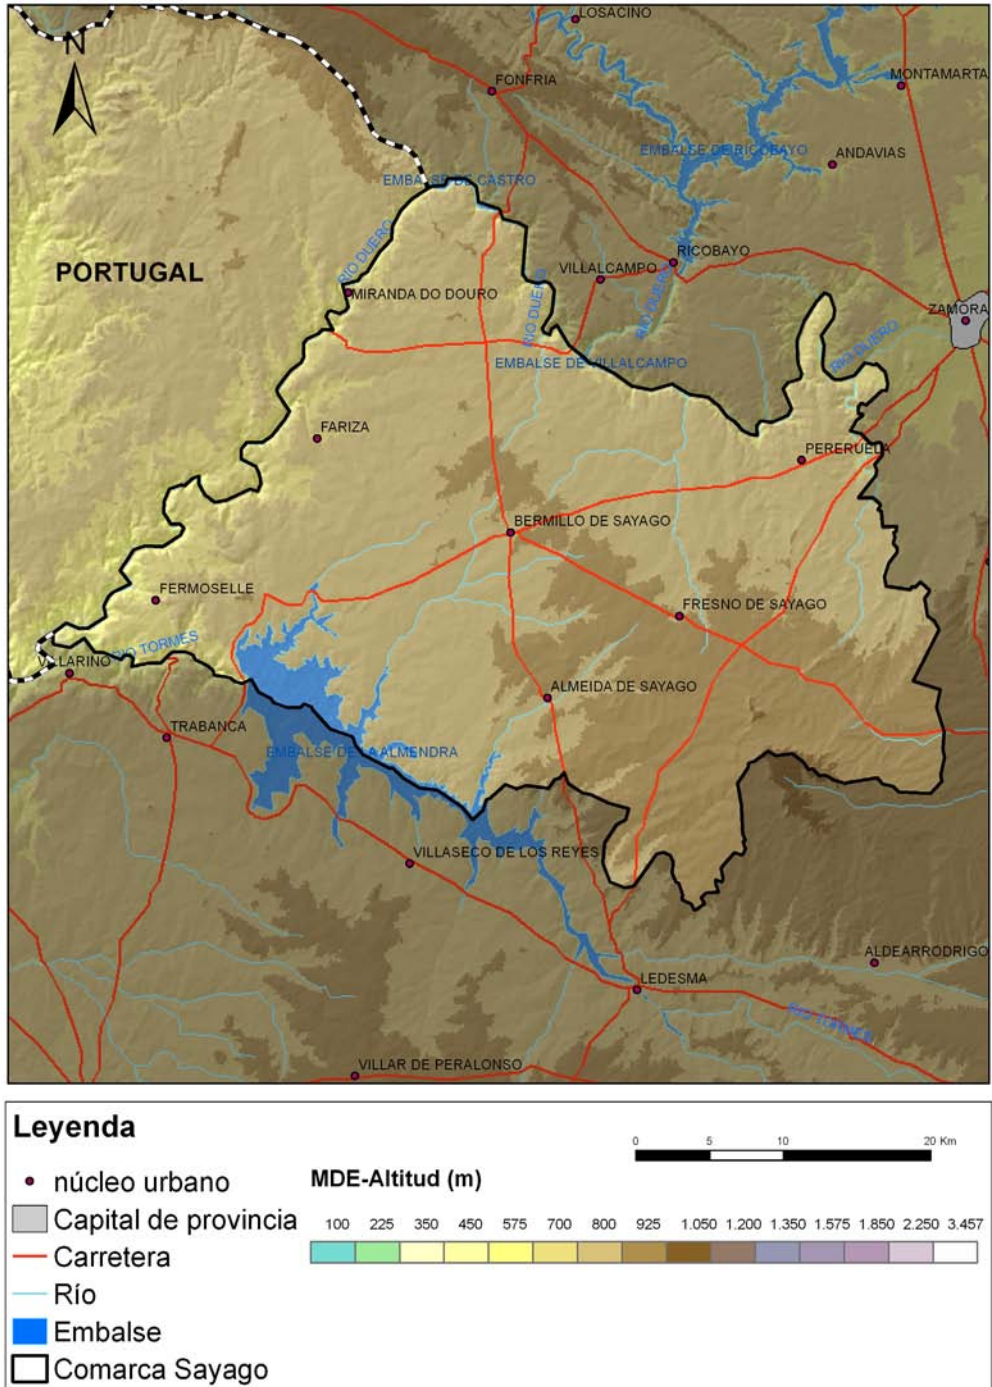 LOSACINO
N
MONTAMARTA
FONFRIA
EMBALSE DE RICOBAYO
ANDAVIAS
EMBALSE DE CASTRO
RIO DUERO
RICOBAYO
PORTUGAL
VILLALCAMPO
MIRANDA DO DOURO
RIO DUERO
RIO DUERO
ZAMORA
RIO DUERO
EMBALSE DE VILLALCAMPO
FARIZA
PERERUELA
BERMILLO DE SAYAGO
FERMOSELLE
FRESNO DE SAYAGO
RIO TORMES
VILLARINO
ALMEIDA DE SAYAGO
TRABANCA
EMBALSE DE LA ALMENDRA
VILLASECO DE LOS REYES
ALDEARRODRIGO
LEDESMA
RIO TORMES
VILLAR DE PERALONSO
Leyenda
núcleo urbano
Capital de provincia
Carretera
Río
Embalse
Comarca Sayago
0 5 10 20 Km
MDE-Altitud (m)
100 225 350 450 575 700 800 925 1.050 1.200 1.350 1.575 1.850 2.250 3.457